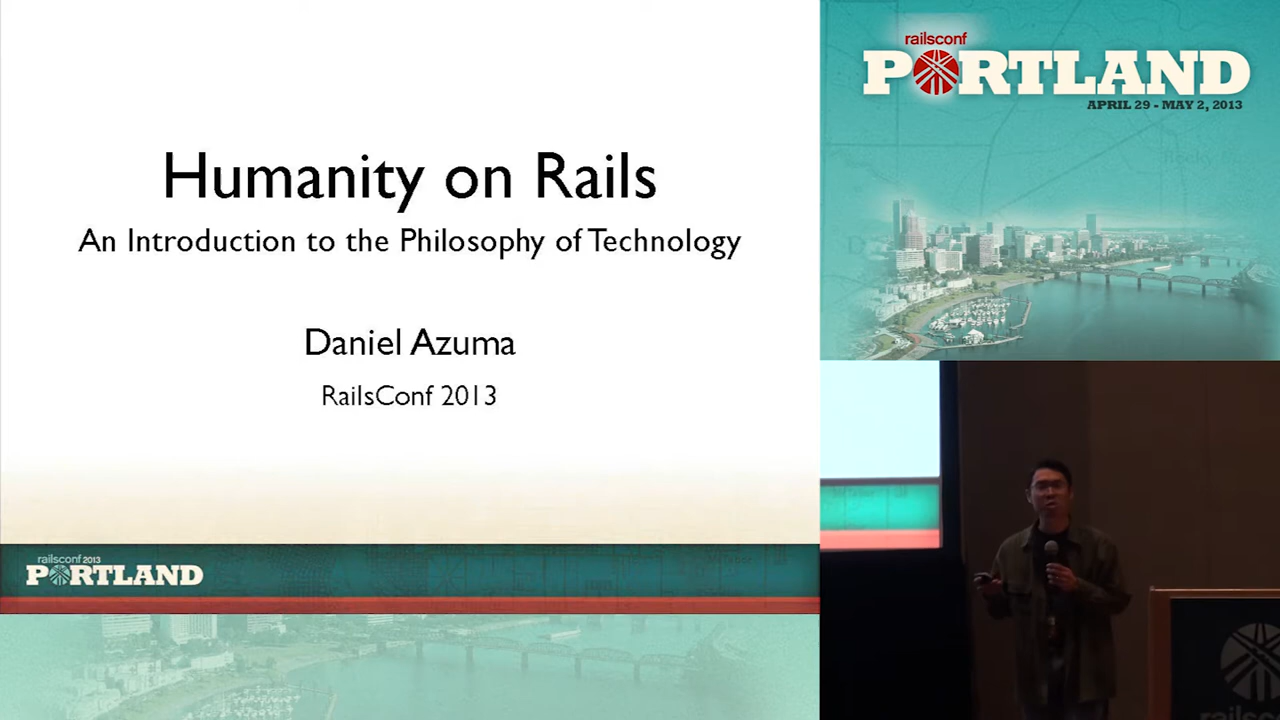 Humanity on Rails
An Introduction to the Philosophy of Technology
Daniel Azuma
RailsConf 2013
railsconf 2013
PORTLAND
railsconf
PORTLAND
APRIL 29 - MAY 2, 2013